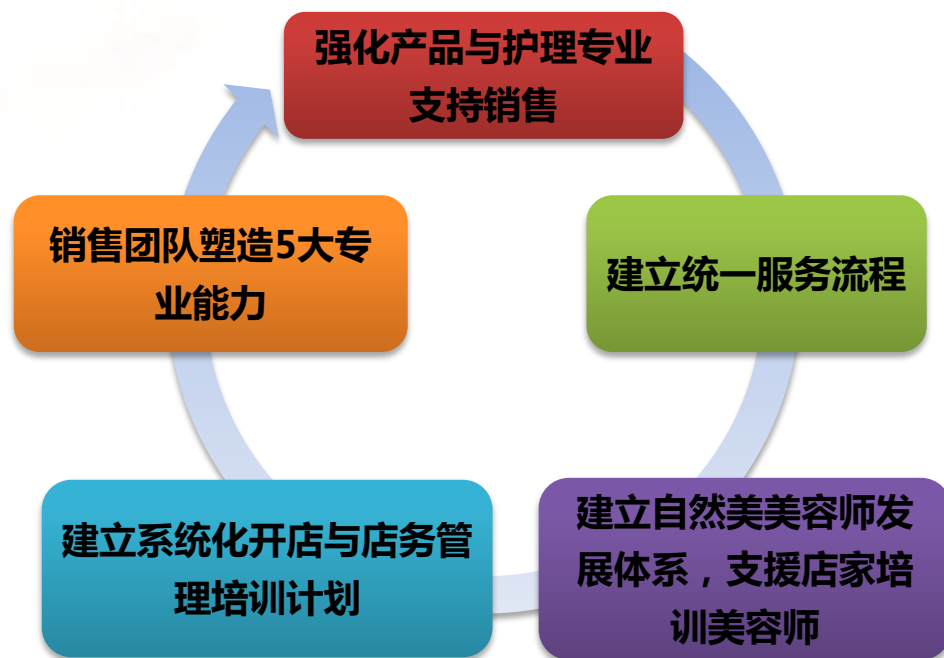 强化产品与护理专业
支持销售
建立统一服务流程
建立自然美美容师发
展体系，支援店家培
训美容师
建立系统化开店与店务管
理培训计划
销售团队塑造5大专
业能力